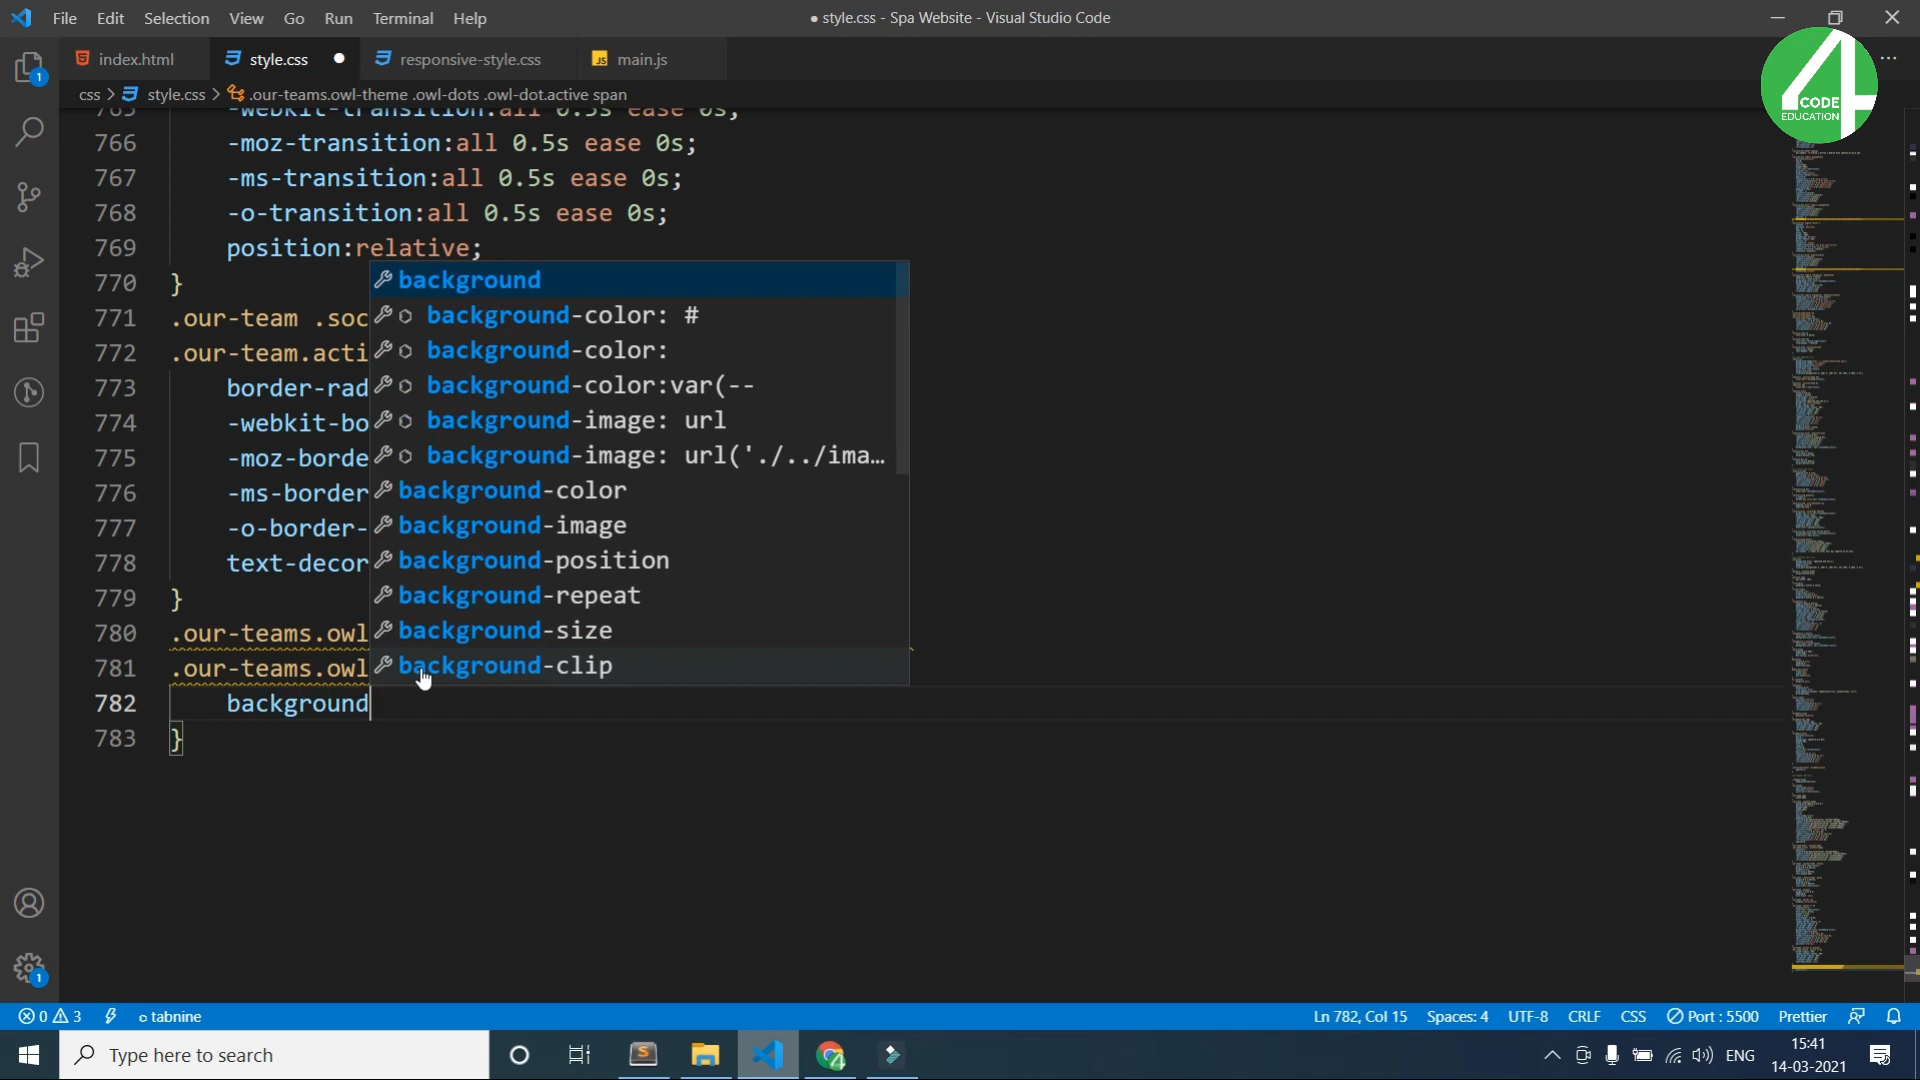 File Edit Selection View Go Run Terminal Help
● style.css - Spa Website - Visual Studio Code
index.html style.css ● responsive-style.css JS main.js
CODE
EDUCATION
css > style.css > .our-teams.owl-theme .owl-dots .owl-dot.active span
765 -webkit-transition:all 0.5s ease 0s;
766 -moz-transition:all 0.5s ease 0s;
767 -ms-transition:all 0.5s ease 0s;
768 -o-transition:all 0.5s ease 0s;
769 position:relative;
770 }
771 .our-team .soc
772 .our-team.acti
773 border-rad
774 -webkit-bo
775 -moz-borde
776 -ms-border
777 -o-border-
778 text-decor
779 }
780 .our-teams.owl
781 .our-teams.owl
782 background
783 }
background
background-color: #
background-color:
background-color:var(--
background-image: url
background-image: url('./../ima...
background-color
background-image
background-position
background-repeat
background-size
background-clip
1
1
0 3 tabnine
Ln 782, Col 15 Spaces: 4 UTF-8 CRLF CSS Port : 5500 Prettier
Type here to search
ENG
15:41
14-03-2021